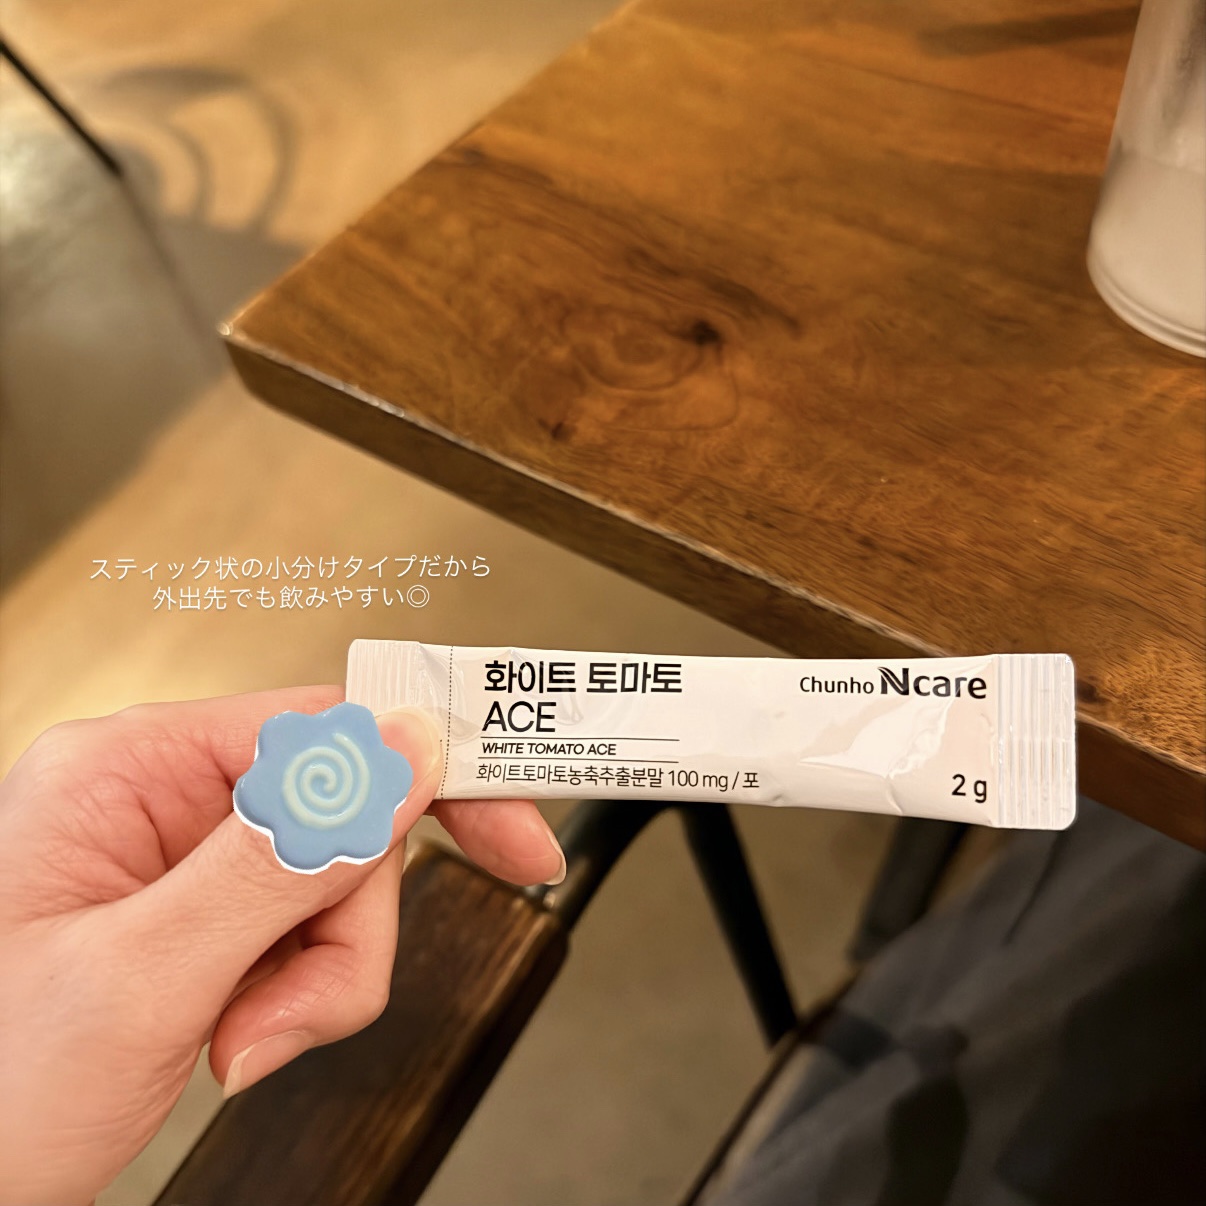 スティック状の小分けタイプだから
外出先でも飲みやすい◎
화이트 토마토
ACE
WHITE TOMATO ACE
화이트토마토농축추출분말 100 mg / 포
Chunho Ncare
2 g